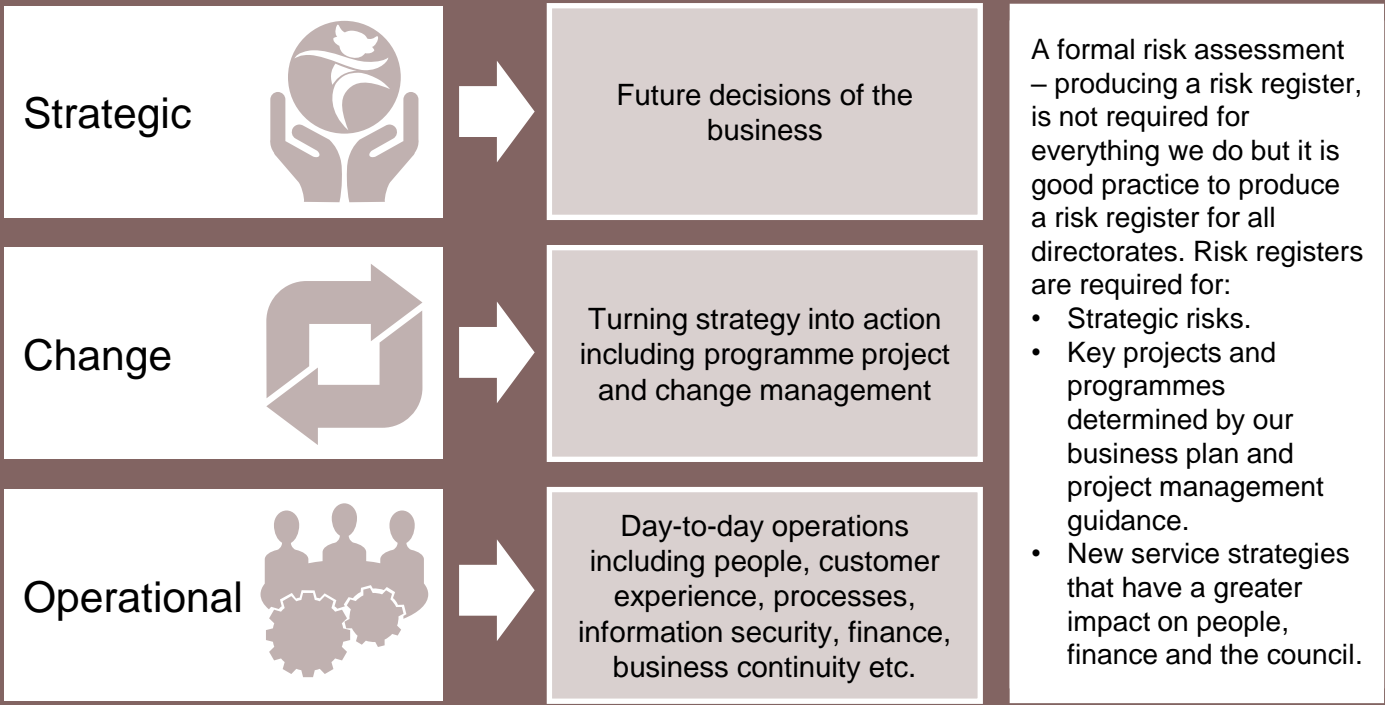 Strategic
Future decisions of the
business
Change
Turning strategy into action
including programme project
and change management
Operational
Day-to-day operations
including people, customer
experience, processes,
information security, finance,
business continuity etc.
A formal risk assessment
– producing a risk register,
is not required for
everything we do but it is
good practice to produce
a risk register for all
directorates. Risk registers
are required for:
• Strategic risks.
• Key projects and
programmes
determined by our
business plan and
project management
guidance.
• New service strategies
that have a greater
impact on people,
finance and the council.